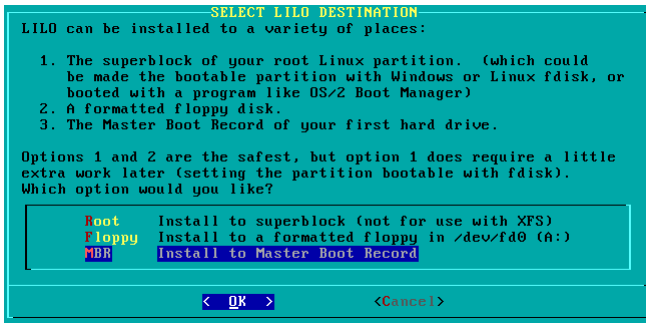 SELECT LILO DESTINATION
LILO can be installed to a variety of places:
1. The superblock of your root Linux partition. (which could
be made the bootable partition with Windows or Linux fdisk, or
booted with a program like OS/2 Boot Manager)
2. A formatted floppy disk.
3. The Master Boot Record of your first hard drive.
Options 1 and 2 are the safest, but option 1 does require a little
extra work later (setting the partition bootable with fdisk).
Which option would you like?
Root Install to superblock (not for use with XFS)
Floppy Install to a formatted floppy in /dev/fd0 (A:)
MBR Install to Master Boot Record
< OK > <Cancel>